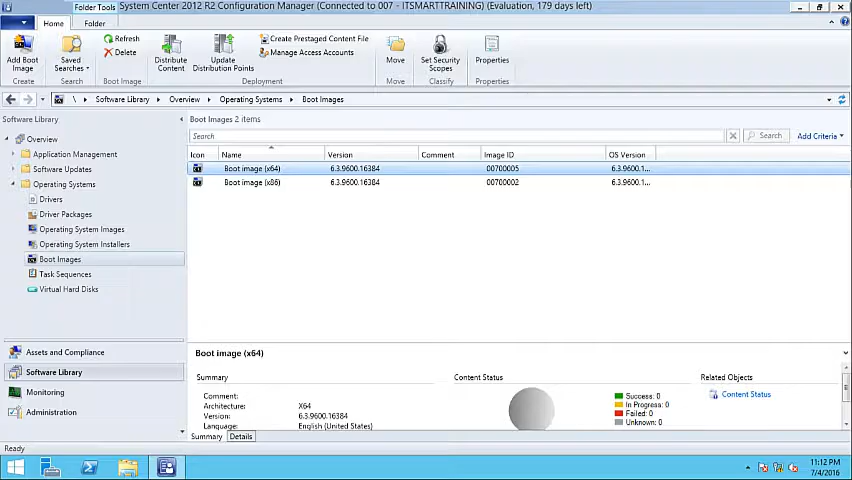 Folder Tools System Center 2012 R2 Configuration Manager (Connected to 007 - ITSMARTTRAINING) (Evaluation, 179 days left)
Home Folder
Add Boot Image
Saved Searches
Refresh
Delete
Distribute Content
Update Distribution Points
Create Prestaged Content File
Manage Access Accounts
Move
Set Security Scopes
Properties
Create Search Boot Image Deployment Move Classify Properties
\ Software Library Overview Operating Systems Boot Images
Software Library
Overview
Application Management
Software Updates
Operating Systems
Drivers
Driver Packages
Operating System Images
Operating System Installers
Boot Images
Task Sequences
Virtual Hard Disks
Assets and Compliance
Software Library
Monitoring
Administration
Boot Images 2 items
Search Search Add Criteria
Icon Name Version Comment Image ID OS Version
Boot image (x64) 6.3.9600.16384 00700005 6.3.9600.1...
Boot image (x86) 6.3.9600.16384 00700002 6.3.9600.1...
Boot image (x64)
Summary
Comment:
Architecture: X64
Version: 6.3.9600.16384
Language: English (United States)
Content Status
Success: 0
In Progress: 0
Failed: 0
Unknown: 0
Related Objects
Content Status
Summary Details
Ready
11:12 PM
7/4/2016